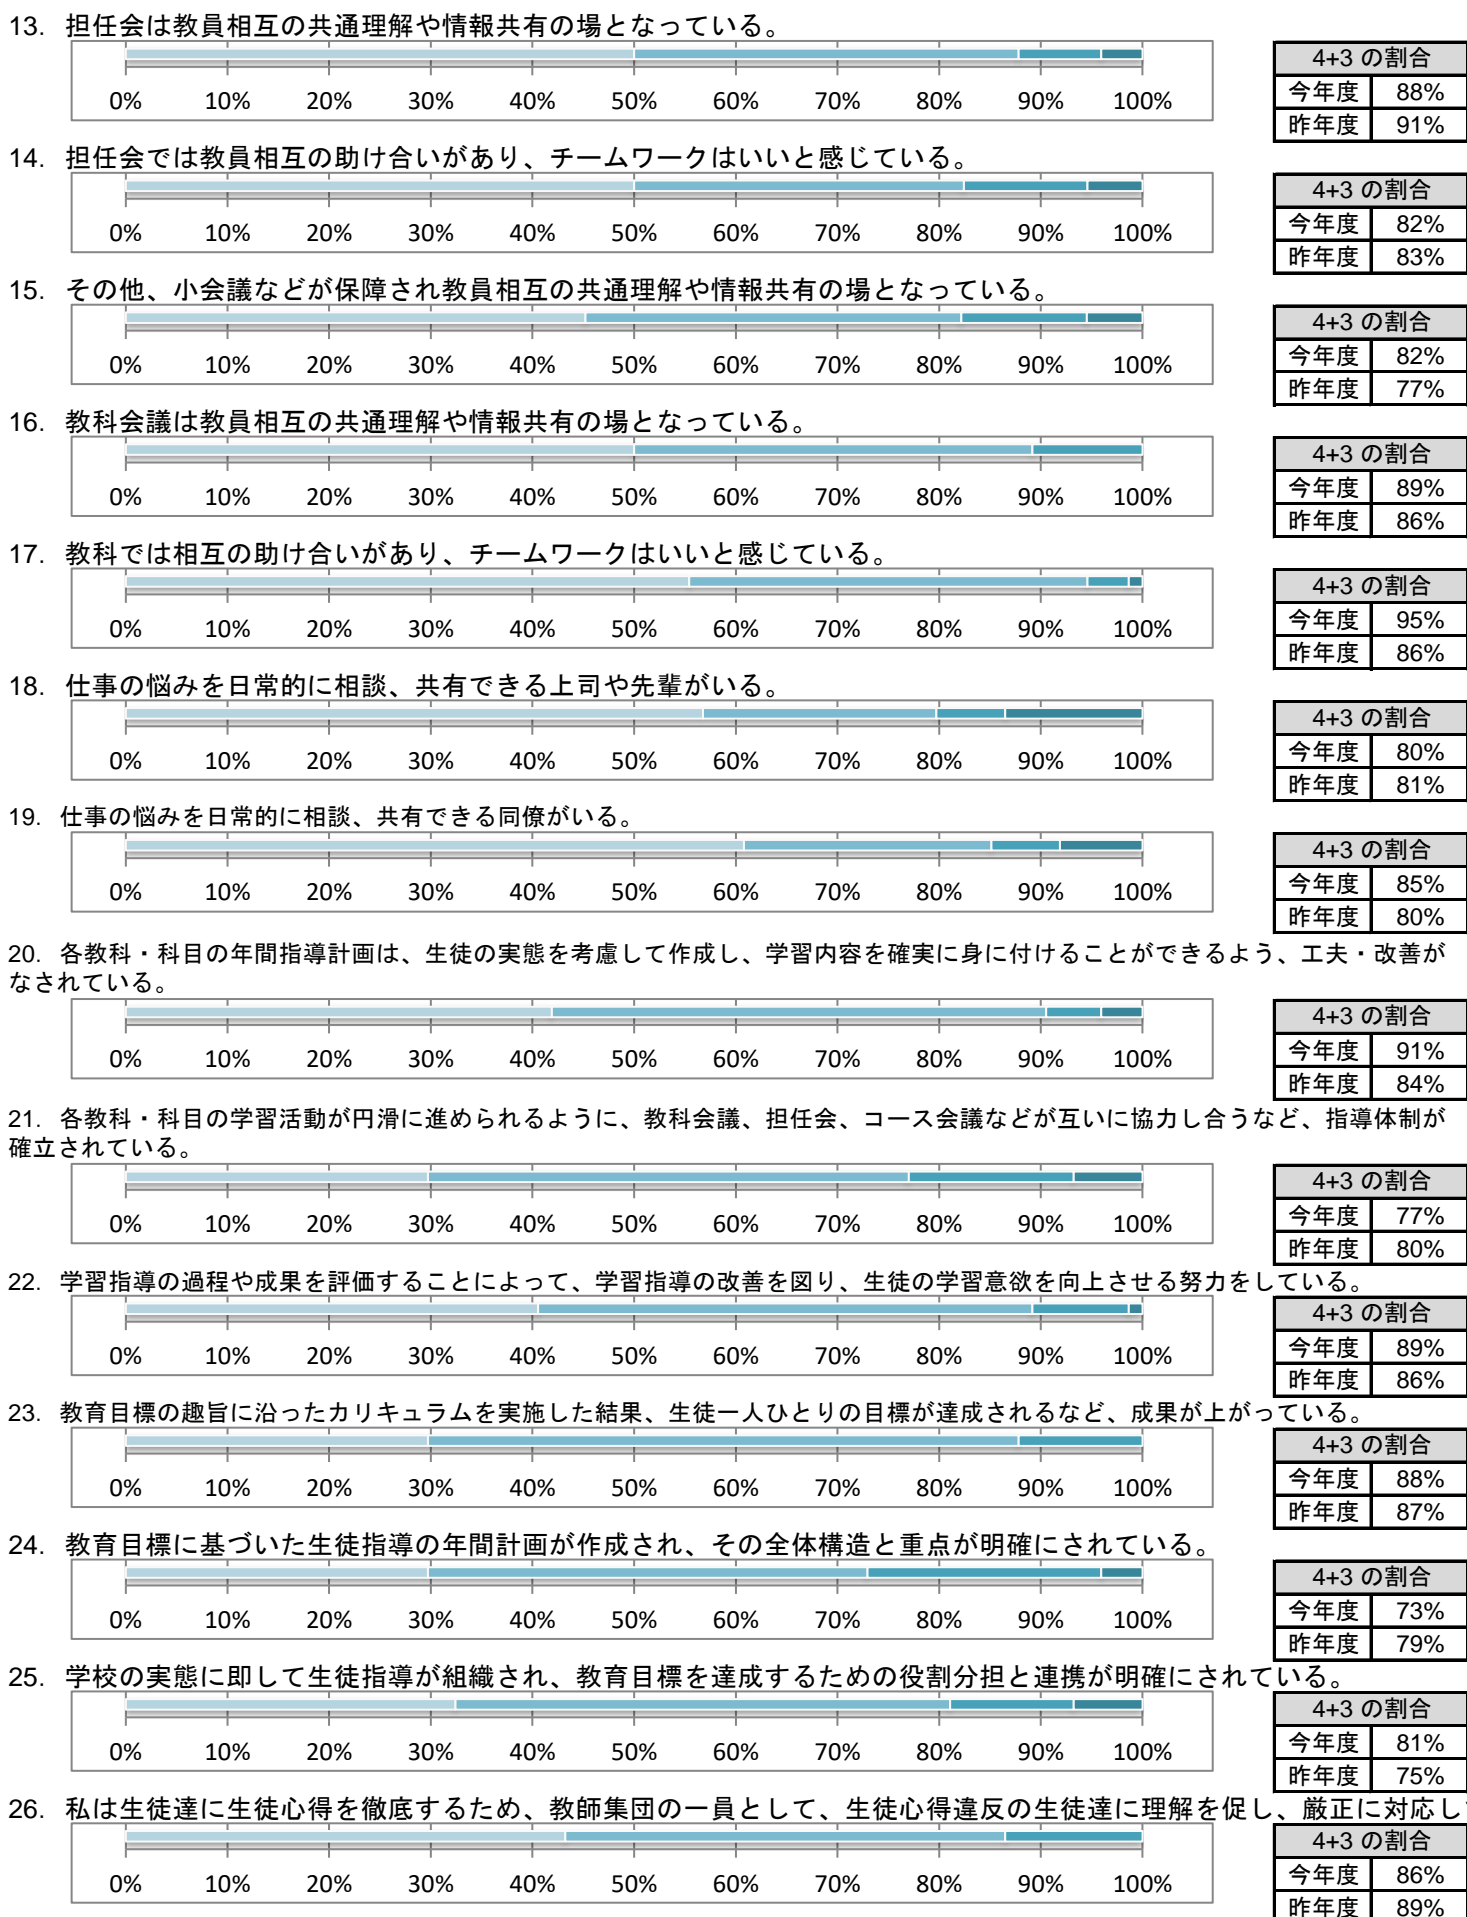 13. 担任会は教員相互の共通理解や情報共有の場となっている。
0% 10% 20% 30% 40% 50% 60% 70% 80% 90% 100%
4+3 の割合
今年度 88%
昨年度 91%
14. 担任会では教員相互の助け合いがあり、チームワークはいいと感じている。
0% 10% 20% 30% 40% 50% 60% 70% 80% 90% 100%
4+3 の割合
今年度 82%
昨年度 83%
15. その他、小会議などが保障され教員相互の共通理解や情報共有の場となっている。
0% 10% 20% 30% 40% 50% 60% 70% 80% 90% 100%
4+3 の割合
今年度 82%
昨年度 77%
16. 教科会議は教員相互の共通理解や情報共有の場となっている。
0% 10% 20% 30% 40% 50% 60% 70% 80% 90% 100%
4+3 の割合
今年度 89%
昨年度 86%
17. 教科では相互の助け合いがあり、チームワークはいいと感じている。
0% 10% 20% 30% 40% 50% 60% 70% 80% 90% 100%
4+3 の割合
今年度 95%
昨年度 86%
18. 仕事の悩みを日常的に相談、共有できる上司や先輩がいる。
0% 10% 20% 30% 40% 50% 60% 70% 80% 90% 100%
4+3 の割合
今年度 80%
昨年度 81%
19. 仕事の悩みを日常的に相談、共有できる同僚がいる。
0% 10% 20% 30% 40% 50% 60% 70% 80% 90% 100%
4+3 の割合
今年度 85%
昨年度 80%
20. 各教科・科目の年間指導計画は、生徒の実態を考慮して作成し、学習内容を確実に身に付けることができるよう、工夫・改善が
なされている。
0% 10% 20% 30% 40% 50% 60% 70% 80% 90% 100%
4+3 の割合
今年度 91%
昨年度 84%
21. 各教科・科目の学習活動が円滑に進められるように、教科会議、担任会、コース会議などが互いに協力し合うなど、指導体制が
確立されている。
0% 10% 20% 30% 40% 50% 60% 70% 80% 90% 100%
4+3 の割合
今年度 77%
昨年度 80%
22. 学習指導の過程や成果を評価することによって、学習指導の改善を図り、生徒の学習意欲を向上させる努力をしている。
0% 10% 20% 30% 40% 50% 60% 70% 80% 90% 100%
4+3 の割合
今年度 89%
昨年度 86%
23. 教育目標の趣旨に沿ったカリキュラムを実施した結果、生徒一人ひとりの目標が達成されるなど、成果が上がっている。
0% 10% 20% 30% 40% 50% 60% 70% 80% 90% 100%
4+3 の割合
今年度 88%
昨年度 87%
24. 教育目標に基づいた生徒指導の年間計画が作成され、その全体構造と重点が明確にされている。
0% 10% 20% 30% 40% 50% 60% 70% 80% 90% 100%
4+3 の割合
今年度 73%
昨年度 79%
25. 学校の実態に即して生徒指導が組織され、教育目標を達成するための役割分担と連携が明確にされている。
0% 10% 20% 30% 40% 50% 60% 70% 80% 90% 100%
4+3 の割合
今年度 81%
昨年度 75%
26. 私は生徒達に生徒心得を徹底するため、教師集団の一員として、生徒心得違反の生徒達に理解を促し、厳正に対応し
0% 10% 20% 30% 40% 50% 60% 70% 80% 90% 100%
4+3 の割合
今年度 86%
昨年度 89%